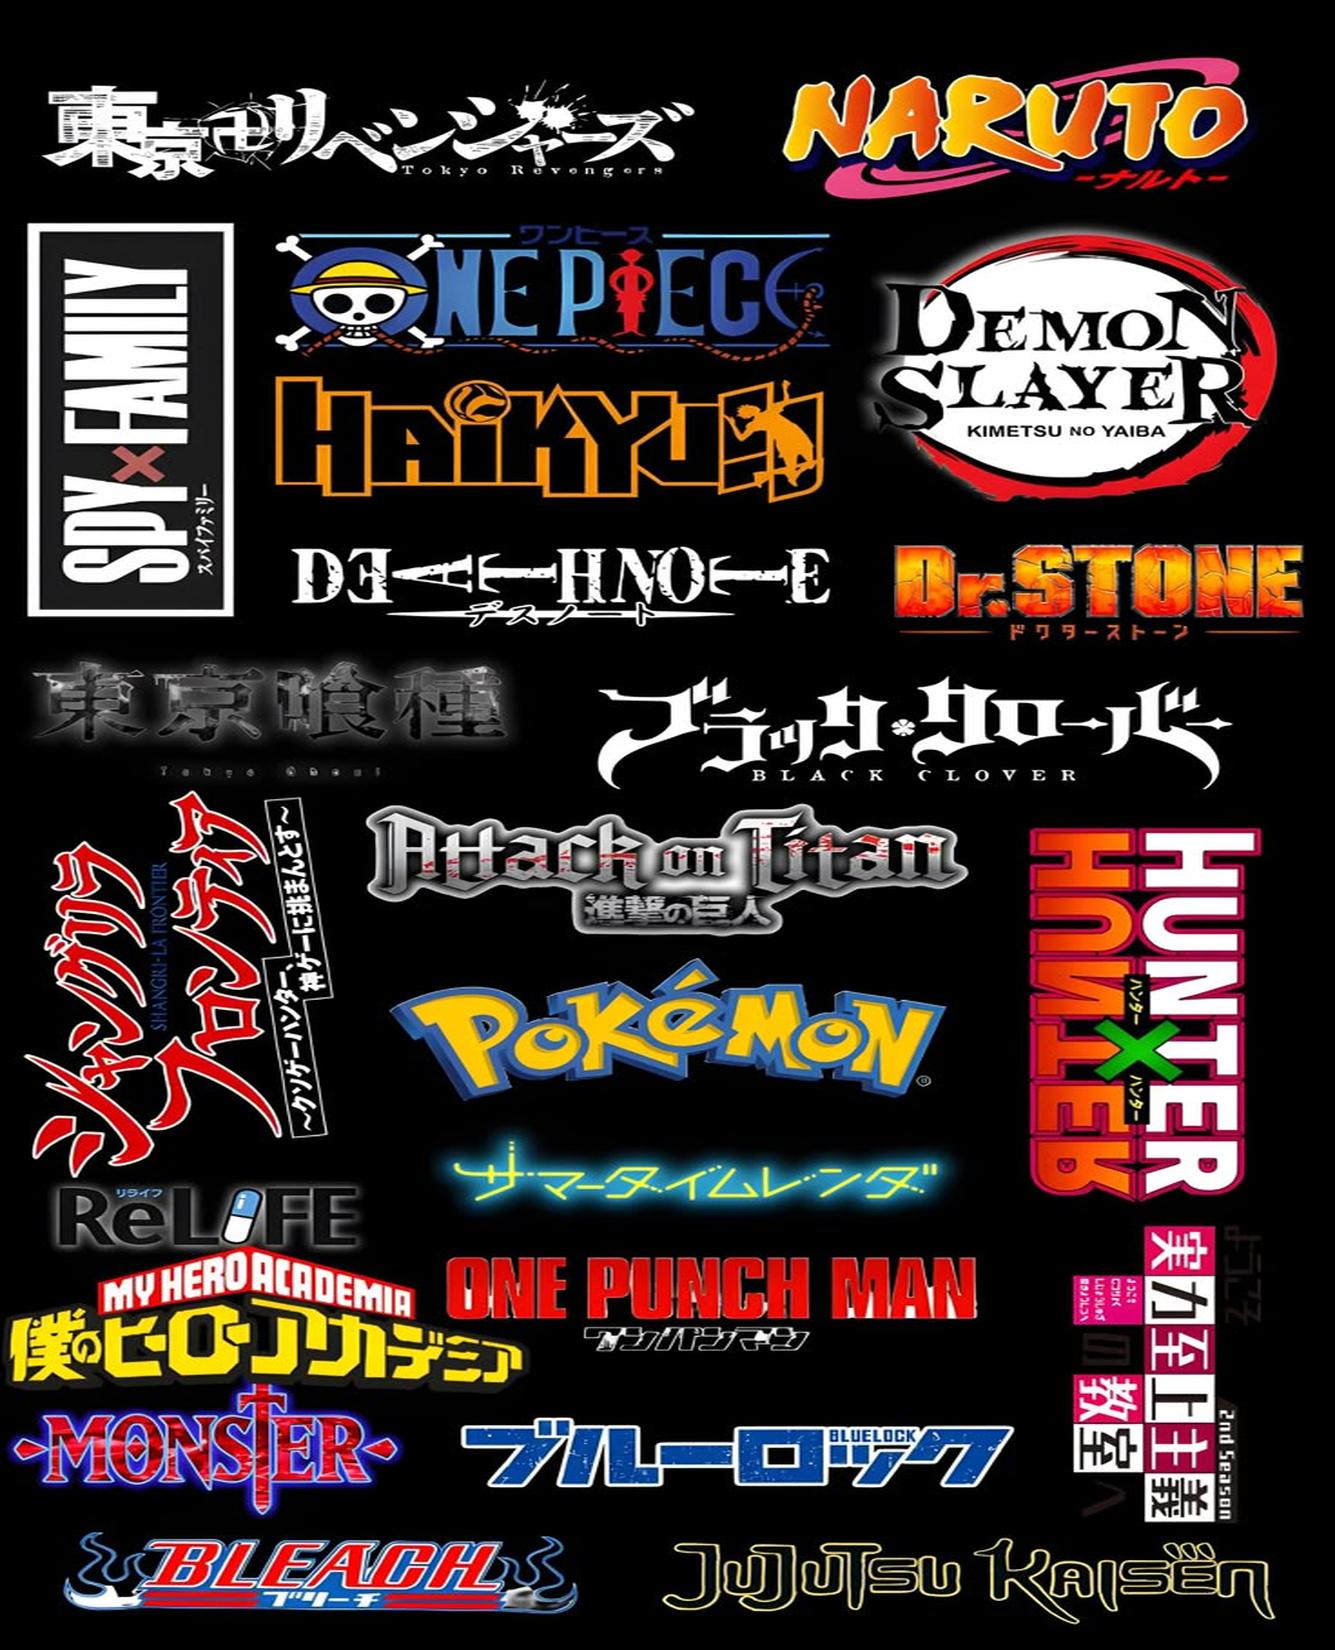 東京卍リベンジャーズ
Tokyo Revengers
NARUTO
-ナルト-
SPY×FAMILY
スパイファミリー
ワンピース
ONE PIECE
HAiKYU!!
DEMON
SLAYER
KIMETSU NO YAIBA
DEATH NOTE
デスノート
Dr.STONE
ドクターストーン
東京喰種
Tokyo Ghoul
ブラック・クローバー
BLACK CLOVER
シャングリラ
SHANGRI-LA FRONTIER
フロンティア
〜クソゲーハンター、
神ゲーに挑まんとす〜
Attack on Titan
進撃の巨人
HUNTER
ハンター×ハンター
HUNTER
POKéMON
®
サマータイムレンダ
リライフ
ReLIFE
MY HERO ACADEMIA
僕のヒーローアカデミア
ONE PUNCH MAN
ワンパンマン
ようこそ
実力至上主義
の教室へ
2nd Season
MONSTER
ブルーロック
BLUELOCK
BLEACH
ブリーチ
JUJUTSU KAISEN